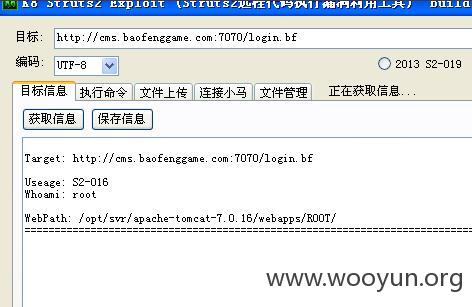 K8 Struts2 Exploit (Struts2远程代码执行漏洞利用工具) Build
目标: http://cms.baofenggame.com:7070/login.bf
编码: UTF-8 2013 S2-019
目标信息 执行命令 文件上传 连接小马 文件管理 正在获取信息...
获取信息 保存信息
Target: http://cms.baofenggame.com:7070/login.bf
Useage: S2-016
Whoami: root
WebPath: /opt/svr/apache-tomcat-7.0.16/webapps/ROOT/
================================================================
www.wooyun.org